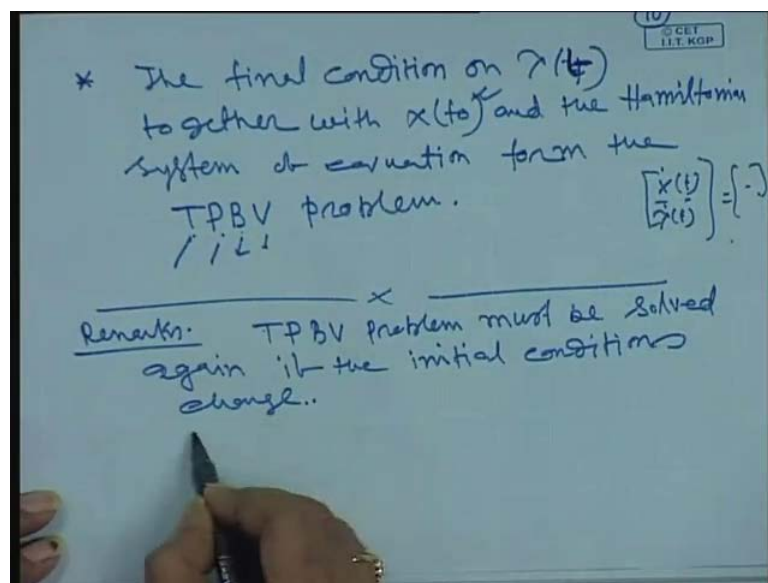 10
© CET
I.I.T. KGP
* The final condition on λ(tf)
together with x(t0) and the Hamiltonian
system of equation form the
TPBV problem.
[ẋ(t) λ̇(t)] = [-]
×
Remarks. TPBV Problem must be solved
again if the initial conditions
change..